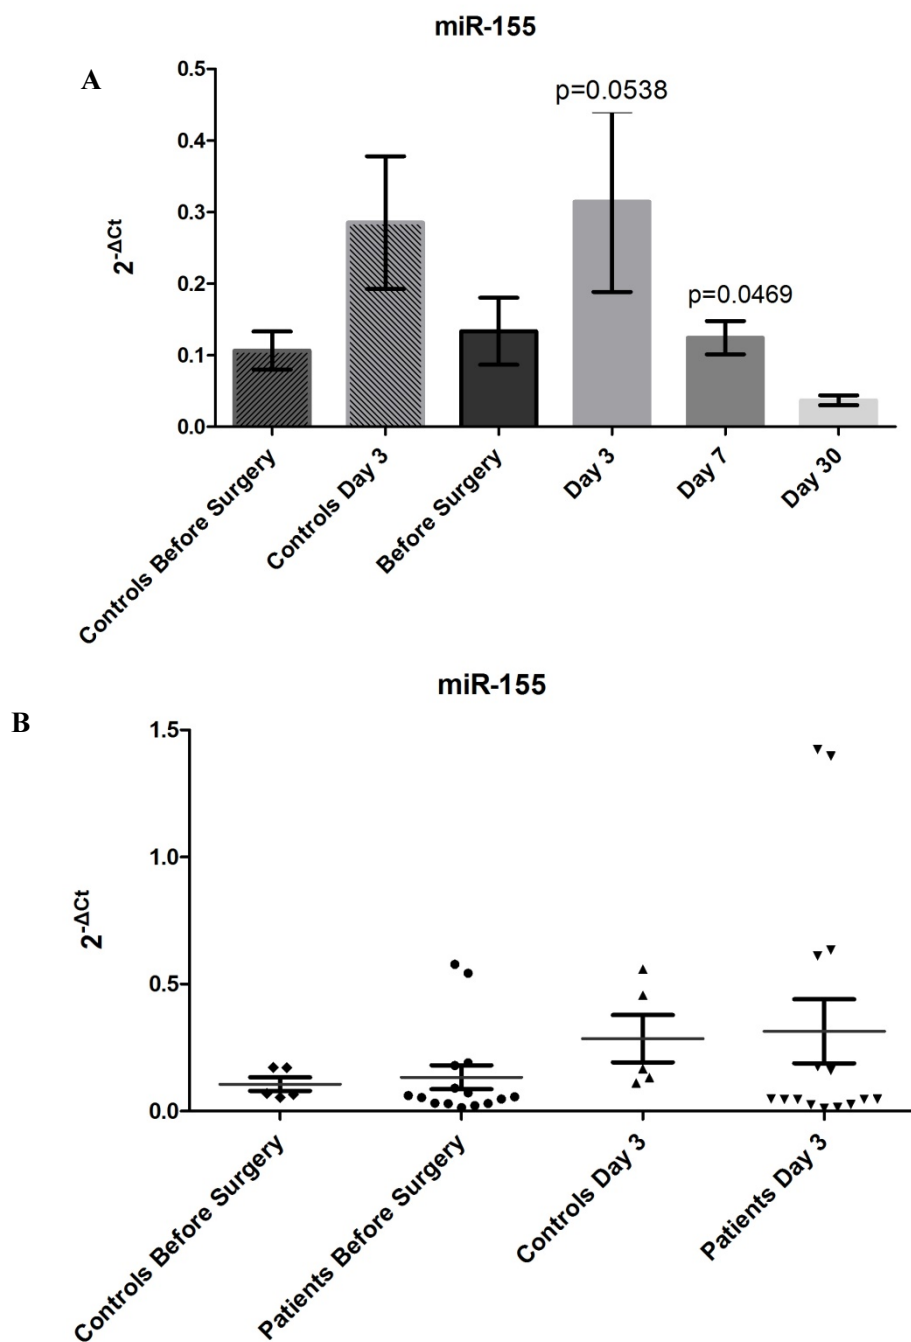 miR-155
A
0.5
p=0.0538
0.4
0.3
2-ΔCt
p=0.0469
0.2
0.1
0.0
Controls Before Surgery
Controls Day 3
Before Surgery
Day 3
Day 7
Day 30
miR-155
B
1.5
1.0
2-ΔCt
0.5
0.0
Controls Before Surgery
Patients Before Surgery
Controls Day 3
Patients Day 3